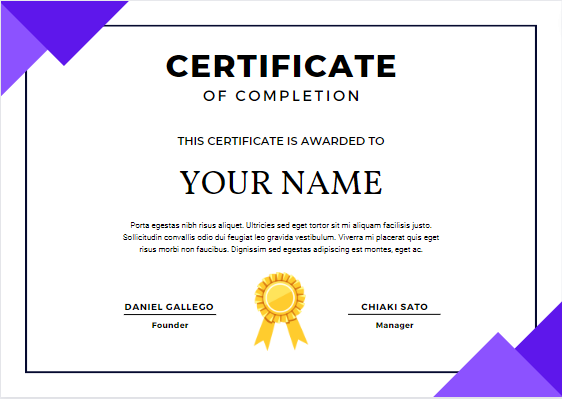 CERTIFICATE
OF COMPLETION
THIS CERTIFICATE IS AWARDED TO
YOUR NAME
Porta egestas nibh risus aliquet. Ultricies sed eget tortor sit mi aliquam facilisis justo.
Sollicitudin convallis odio dui feugiat leo gravida vestibulum. Viverra mi placerat quis eget
risus morbi non faucibus. Dignissim sed egestas adipiscing est montes, eget ac.
DANIEL GALLEGO
Founder
CHIAKI SATO
Manager